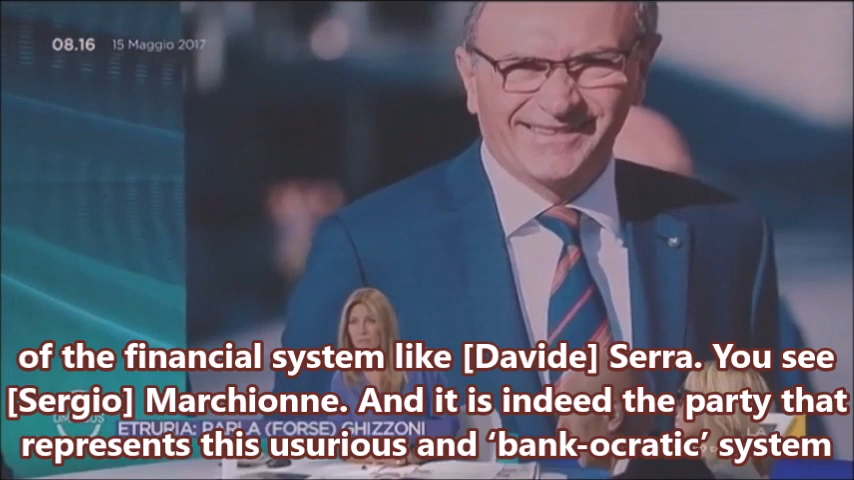 08.16 15 Maggio 2017
of the financial system like [Davide] Serra. You see
[Sergio] Marchionne. And it is indeed the party that
represents this usurious and ‘bank-ocratic’ system
ETRURIA: PARLA (FORSE) GHIZZONI
LA